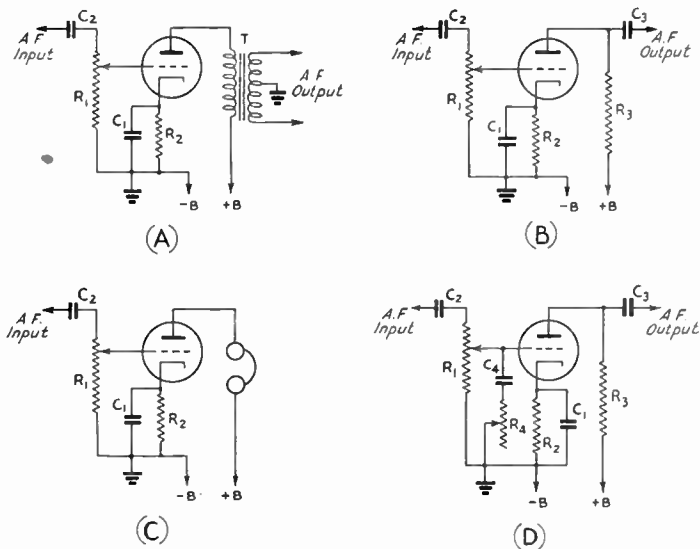 C2
A.F.
Input
R1
C1
R2
T
A.F.
Output
-B
+B
(A)
C2
A.F.
Input
R1
C1
R2
C3
A.F.
Output
R3
-B
+B
(B)
C2
A.F.
Input
R1
C1
R2
-B
+B
(C)
C2
A.F.
Input
R1
C4
R4
R2
C1
C3
A.F.
Output
R3
-B
+B
(D)